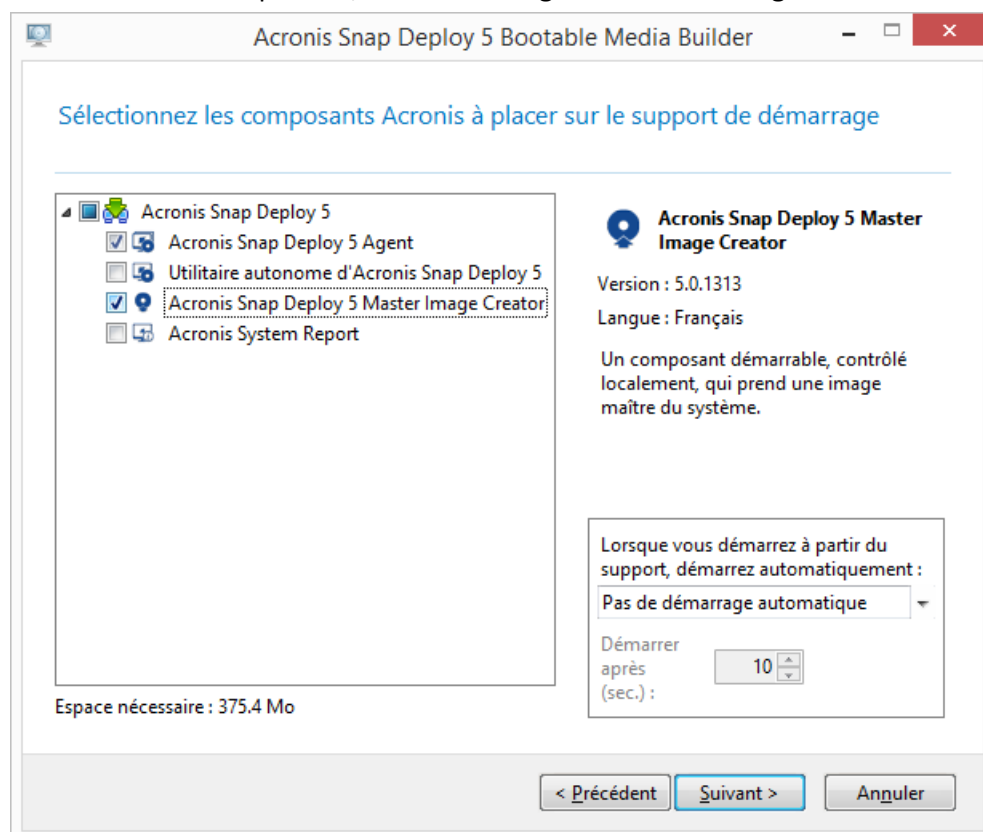 Acronis Snap Deploy 5 Bootable Media Builder
Sélectionnez les composants Acronis à placer sur le support de démarrage
Acronis Snap Deploy 5
Acronis Snap Deploy 5 Agent
Utilitaire autonome d'Acronis Snap Deploy 5
Acronis Snap Deploy 5 Master Image Creator
Acronis System Report
Espace nécessaire : 375.4 Mo
Acronis Snap Deploy 5 Master
Image Creator
Version : 5.0.1313
Langue : Français
Un composant démarrable, contrôlé
localement, qui prend une image
maître du système.
Lorsque vous démarrez à partir du
support, démarrez automatiquement :
Pas de démarrage automatique
Démarrer
après
(sec.) :
10
< Précédent
Suivant >
Annuler